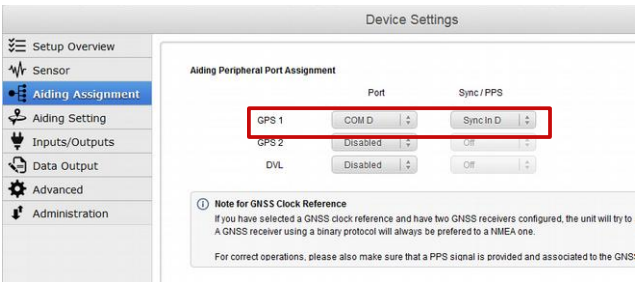 Device Settings
Setup Overview
Sensor
Aiding Assignment
Aiding Setting
Inputs/Outputs
Data Output
Advanced
Administration
Aiding Peripheral Port Assignment
Port Sync / PPS
GPS 1 COM D Sync In D
GPS 2 Disabled Off
DVL Disabled Off
Note for GNSS Clock Reference
If you have selected a GNSS clock reference and have two GNSS receivers configured, the unit will try to
A GNSS receiver using a binary protocol will always be prefered to a NMEA one.
For correct operations, please also make sure that a PPS signal is provided and associated to the GNSS